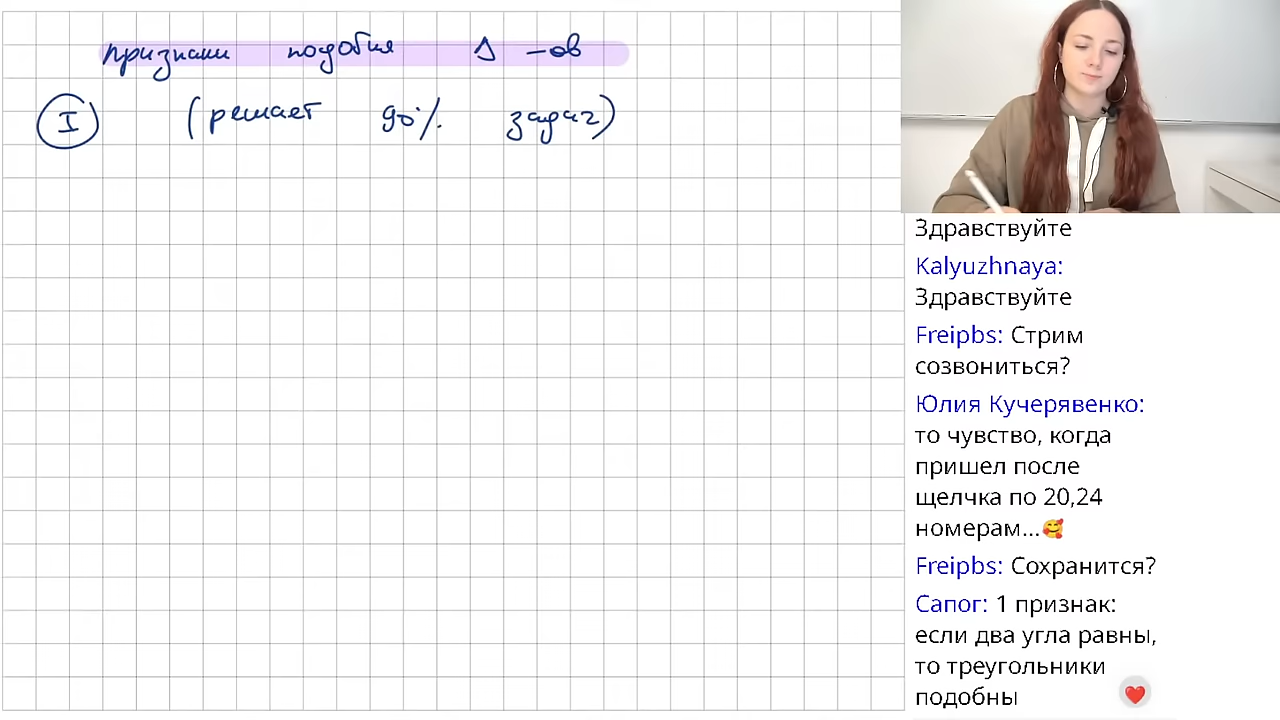 признаки подобия Δ -ов
I (решает 90% задач)
Здравствуйте
Kalyuzhnaya:
Здравствуйте
Freipbs: Стрим
созвониться?
Юлия Кучерявенко:
то чувство, когда
пришел после
щелчка по 20,24
номерам...🥰
Freipbs: Сохранится?
Сапог: 1 признак:
если два угла равны,
то треугольники
подобны ❤️